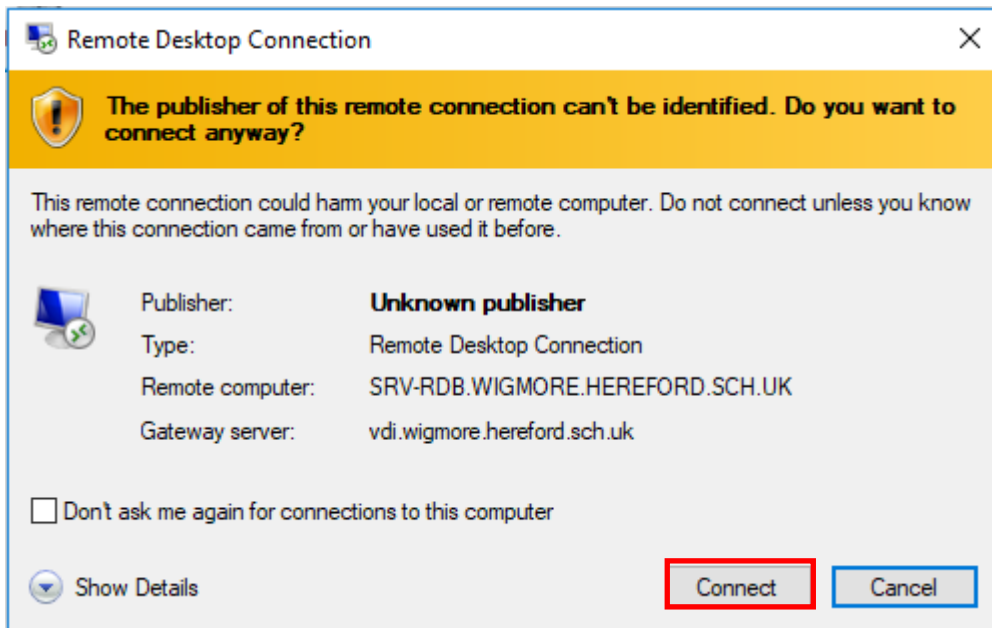 Remote Desktop Connection
The publisher of this remote connection can't be identified. Do you want to
connect anyway?
This remote connection could harm your local or remote computer. Do not connect unless you know
where this connection came from or have used it before.
Publisher: Unknown publisher
Type: Remote Desktop Connection
Remote computer: SRV-RDB.WIGMORE.HEREFORD.SCH.UK
Gateway server: vdi.wigmore.hereford.sch.uk
Don't ask me again for connections to this computer
Show Details Connect Cancel